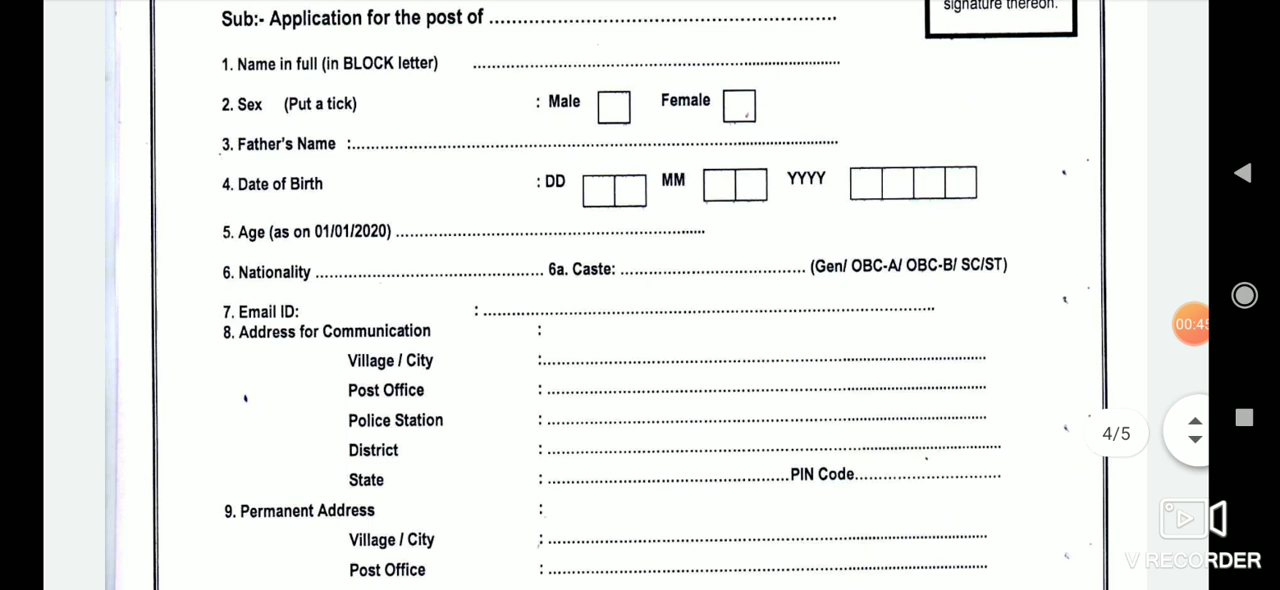 signature thereon.
Sub:- Application for the post of ...............................................................
1. Name in full (in BLOCK letter) ...............................................................
2. Sex (Put a tick) : Male Female
3. Father's Name :...............................................................
4. Date of Birth : DD MM YYYY
5. Age (as on 01/01/2020) ...............................................................
6. Nationality ............................................. 6a. Caste: ..................................... (Gen/ OBC-A/ OBC-B/ SC/ST)
7. Email ID: : ...............................................................
8. Address for Communication :
Village / City :...............................................................
Post Office : ...............................................................
Police Station : ...............................................................
District : ...............................................................
State : .................................................PIN Code..............................
9. Permanent Address :
Village / City : ...............................................................
Post Office : ...............................................................
00:45
4/5
V RECORDER